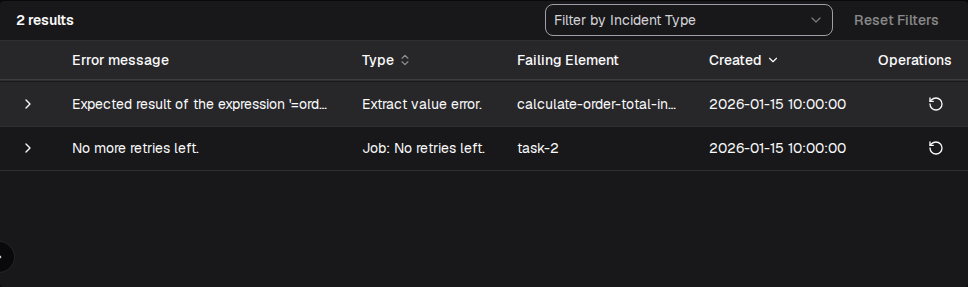 2 results
Filter by Incident Type
Reset Filters
Error message Type Failing Element Created Operations
Expected result of the expression '=ord... Extract value error. calculate-order-total-in... 2026-01-15 10:00:00
No more retries left. Job: No retries left. task-2 2026-01-15 10:00:00